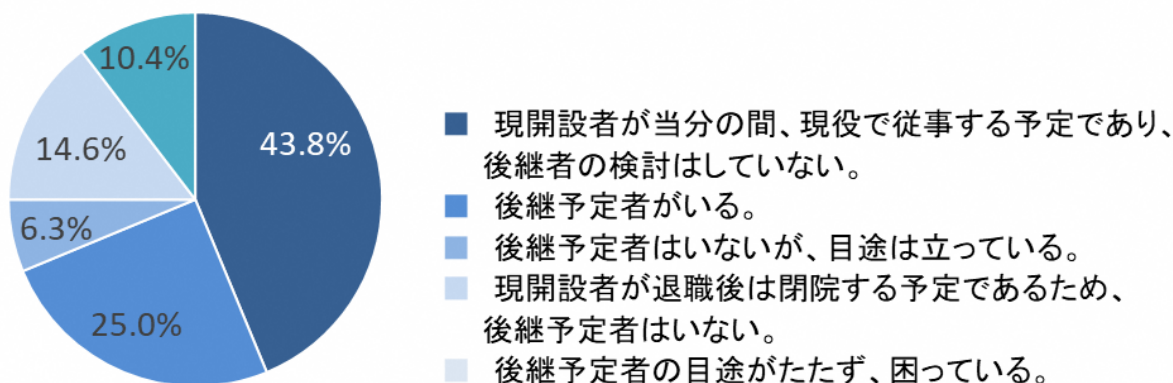 10.4%
43.8%
14.6%
6.3%
25.0%
現開設者が当分の間、現役で従事する予定であり、
後継者の検討はしていない。
後継予定者がいる。
後継予定者はいないが、目途は立っている。
現開設者が退職後は閉院する予定であるため、
後継予定者はいない。
後継予定者の目途がたたず、困っている。